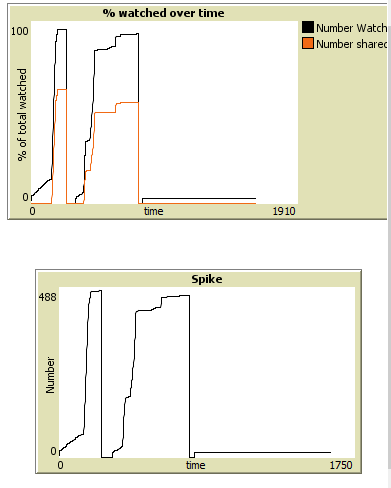 % watched over time
100
Number Watch
Number shared
% of total watched
0
0 time 1910
Spike
488
Number
0
0 time 1750